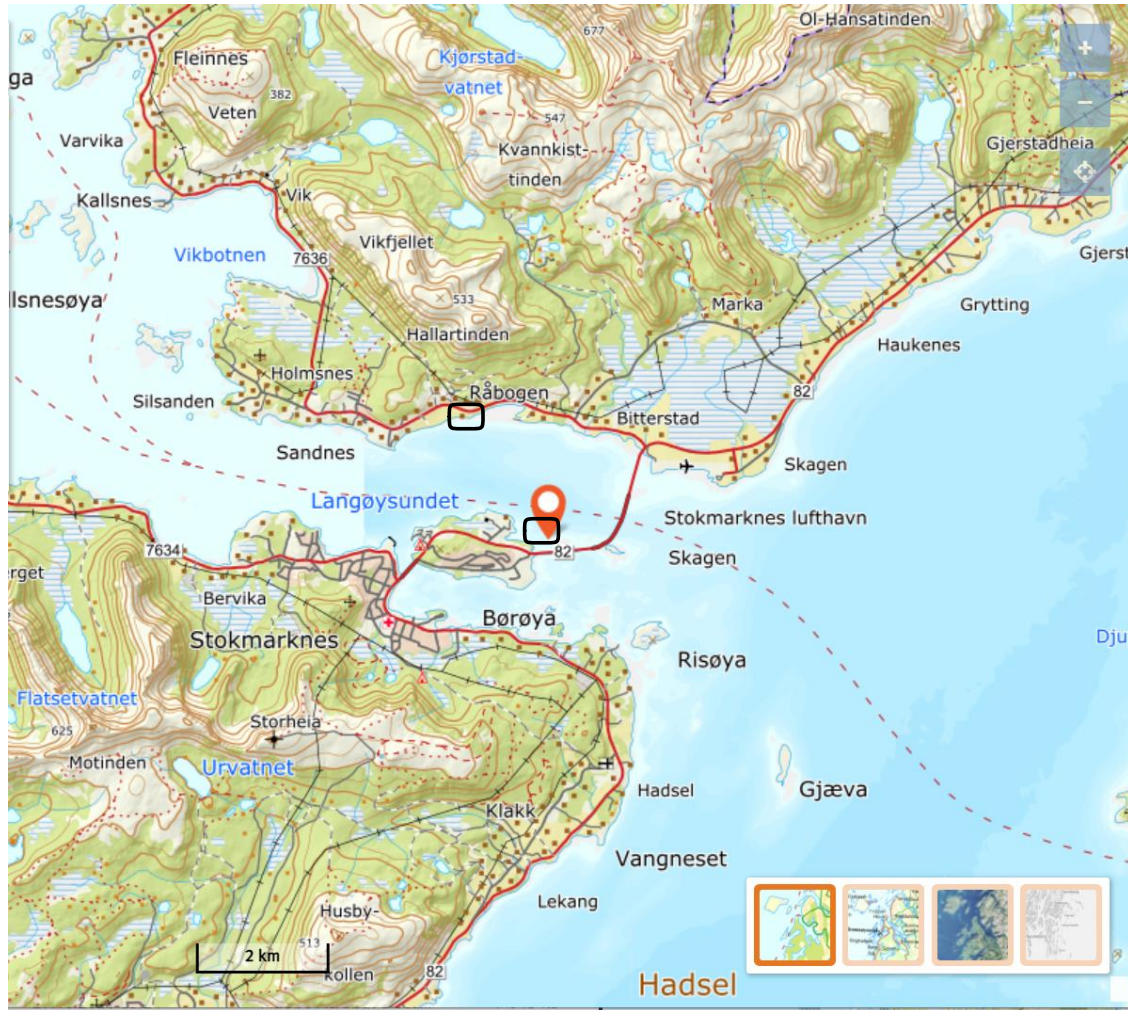 Ol-Hansatinden
677
Fleinnes
Kjørstad-
vatnet
ga
382
Veten
547
Varvika
Kvannkist-
tinden
Gjerstadheia
Kallsnes
Vik
Vikfjellet
Vikbotnen
7636
Gjerst
llsnesøya
533
Marka
Grytting
Hallartinden
Haukenes
Holmsnes
Råbogen
82
Silsanden
Bitterstad
Sandnes
Skagen
Langøysundet
Stokmarknes lufthavn
7634
82
Skagen
erget
Bervika
Børøya
Stokmarknes
Dju
Risøya
Flatsetvatnet
Storheia
625
Motinden
Urvatnet
Gjæva
Hadsel
Klakk
Vangneset
Lekang
Husby-
513
2 km
kollen
82
Hadsel